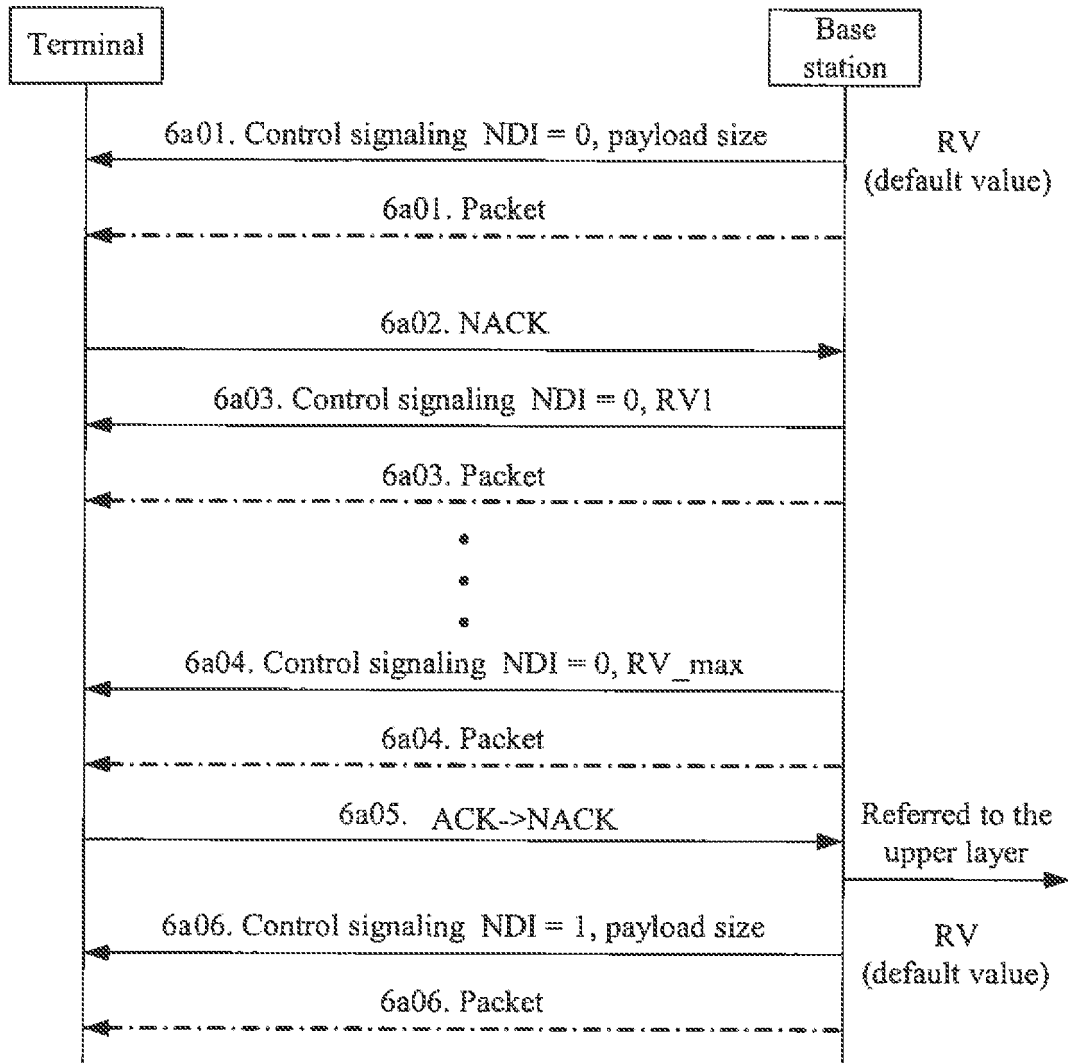 Terminal
Base
station
6a01. Control signaling NDI = 0, payload size
RV
(default value)
6a01. Packet
6a02. NACK
6a03. Control signaling NDI = 0, RV1
6a03. Packet
6a04. Control signaling NDI = 0, RV_max
6a04. Packet
6a05. ACK->NACK
Referred to the
upper layer
6a06. Control signaling NDI = 1, payload size
RV
(default value)
6a06. Packet